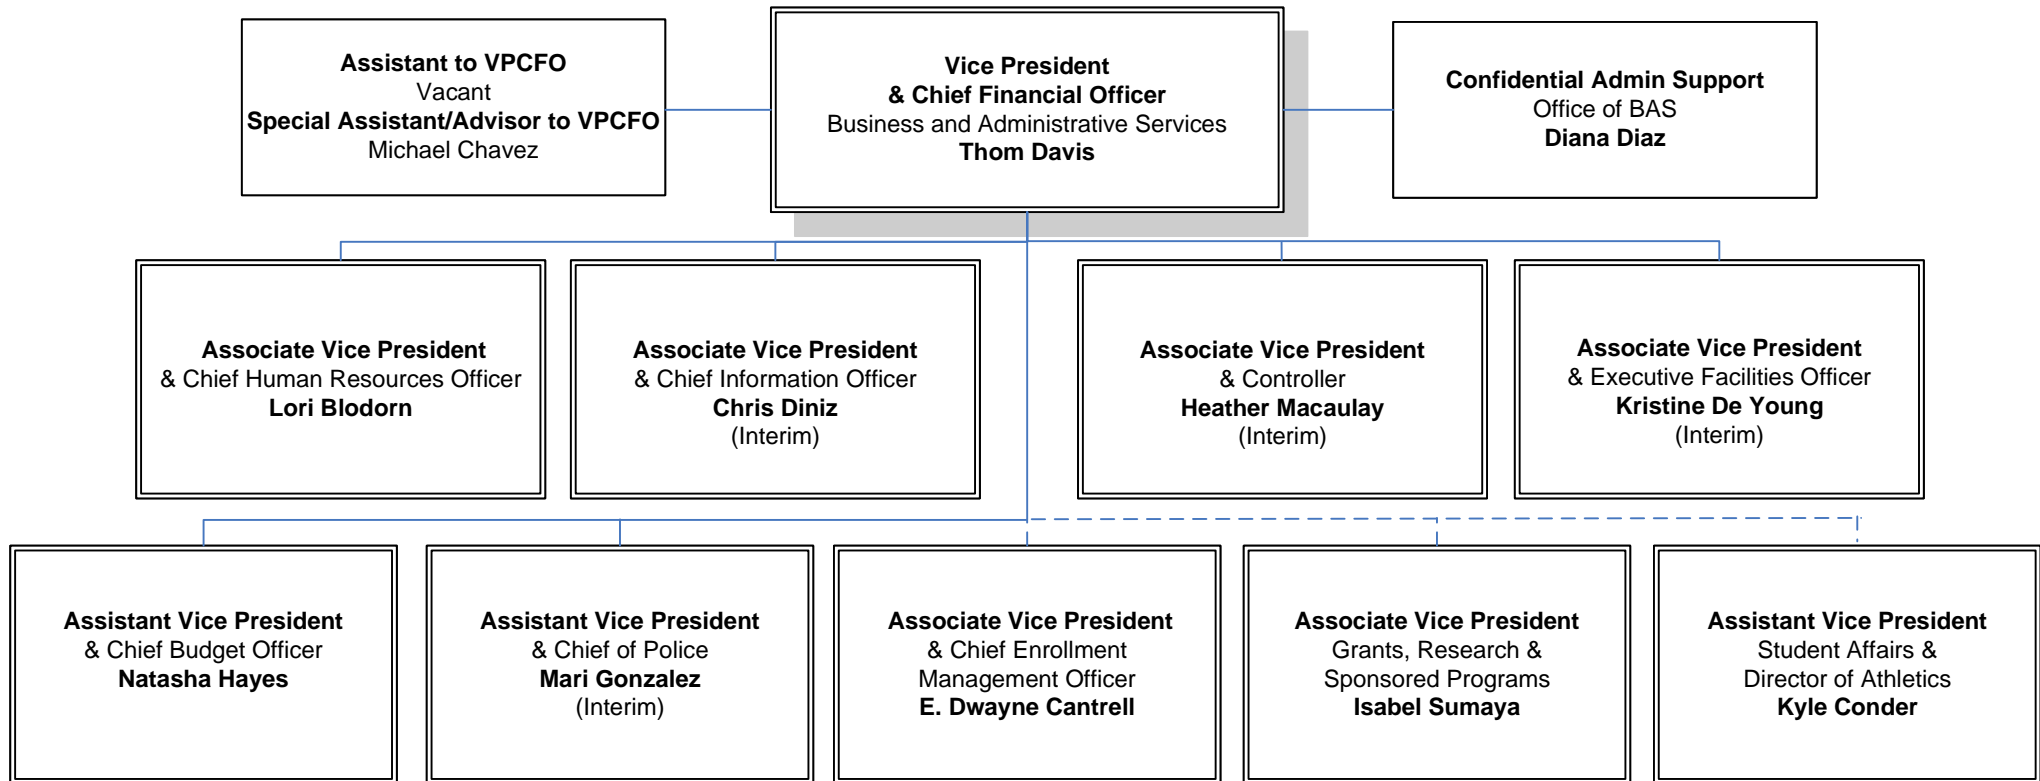 Assistant to VPCFO
Vacant
Special Assistant/Advisor to VPCFO
Michael Chavez
Vice President
& Chief Financial Officer
Business and Administrative Services
Thom Davis
Confidential Admin Support
Office of BAS
Diana Diaz
Associate Vice President
& Chief Human Resources Officer
Lori Blodorn
Associate Vice President
& Chief Information Officer
Chris Diniz
(Interim)
Associate Vice President
& Controller
Heather Macaulay
(Interim)
Associate Vice President
& Executive Facilities Officer
Kristine De Young
(Interim)
Assistant Vice President
& Chief Budget Officer
Natasha Hayes
Assistant Vice President
& Chief of Police
Mari Gonzalez
(Interim)
Associate Vice President
& Chief Enrollment
Management Officer
E. Dwayne Cantrell
Associate Vice President
Grants, Research &
Sponsored Programs
Isabel Sumaya
Assistant Vice President
Student Affairs &
Director of Athletics
Kyle Conder